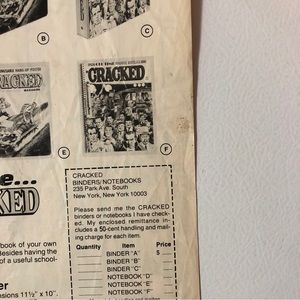 B
C
CRACKED
CRACKED
E
F
e...
CRACKED
CRACKED
BINDERS/NOTEBOOKS
235 Park Ave. South
New York, New York 10003
Please send me the CRACKED
binders or notebooks I have check-
ed. My enclosed remittance in-
cludes a 50-cent handling and mail-
ing charge for each item.
Quantity Item Price
BINDER "A" $
BINDER "B"
BINDER "C"
NOTEBOOK "D"
NOTEBOOK "E"
NOTEBOOK "F"
book of your own
Besides having the
of a useful school-
er
nsions 11½" x 10".